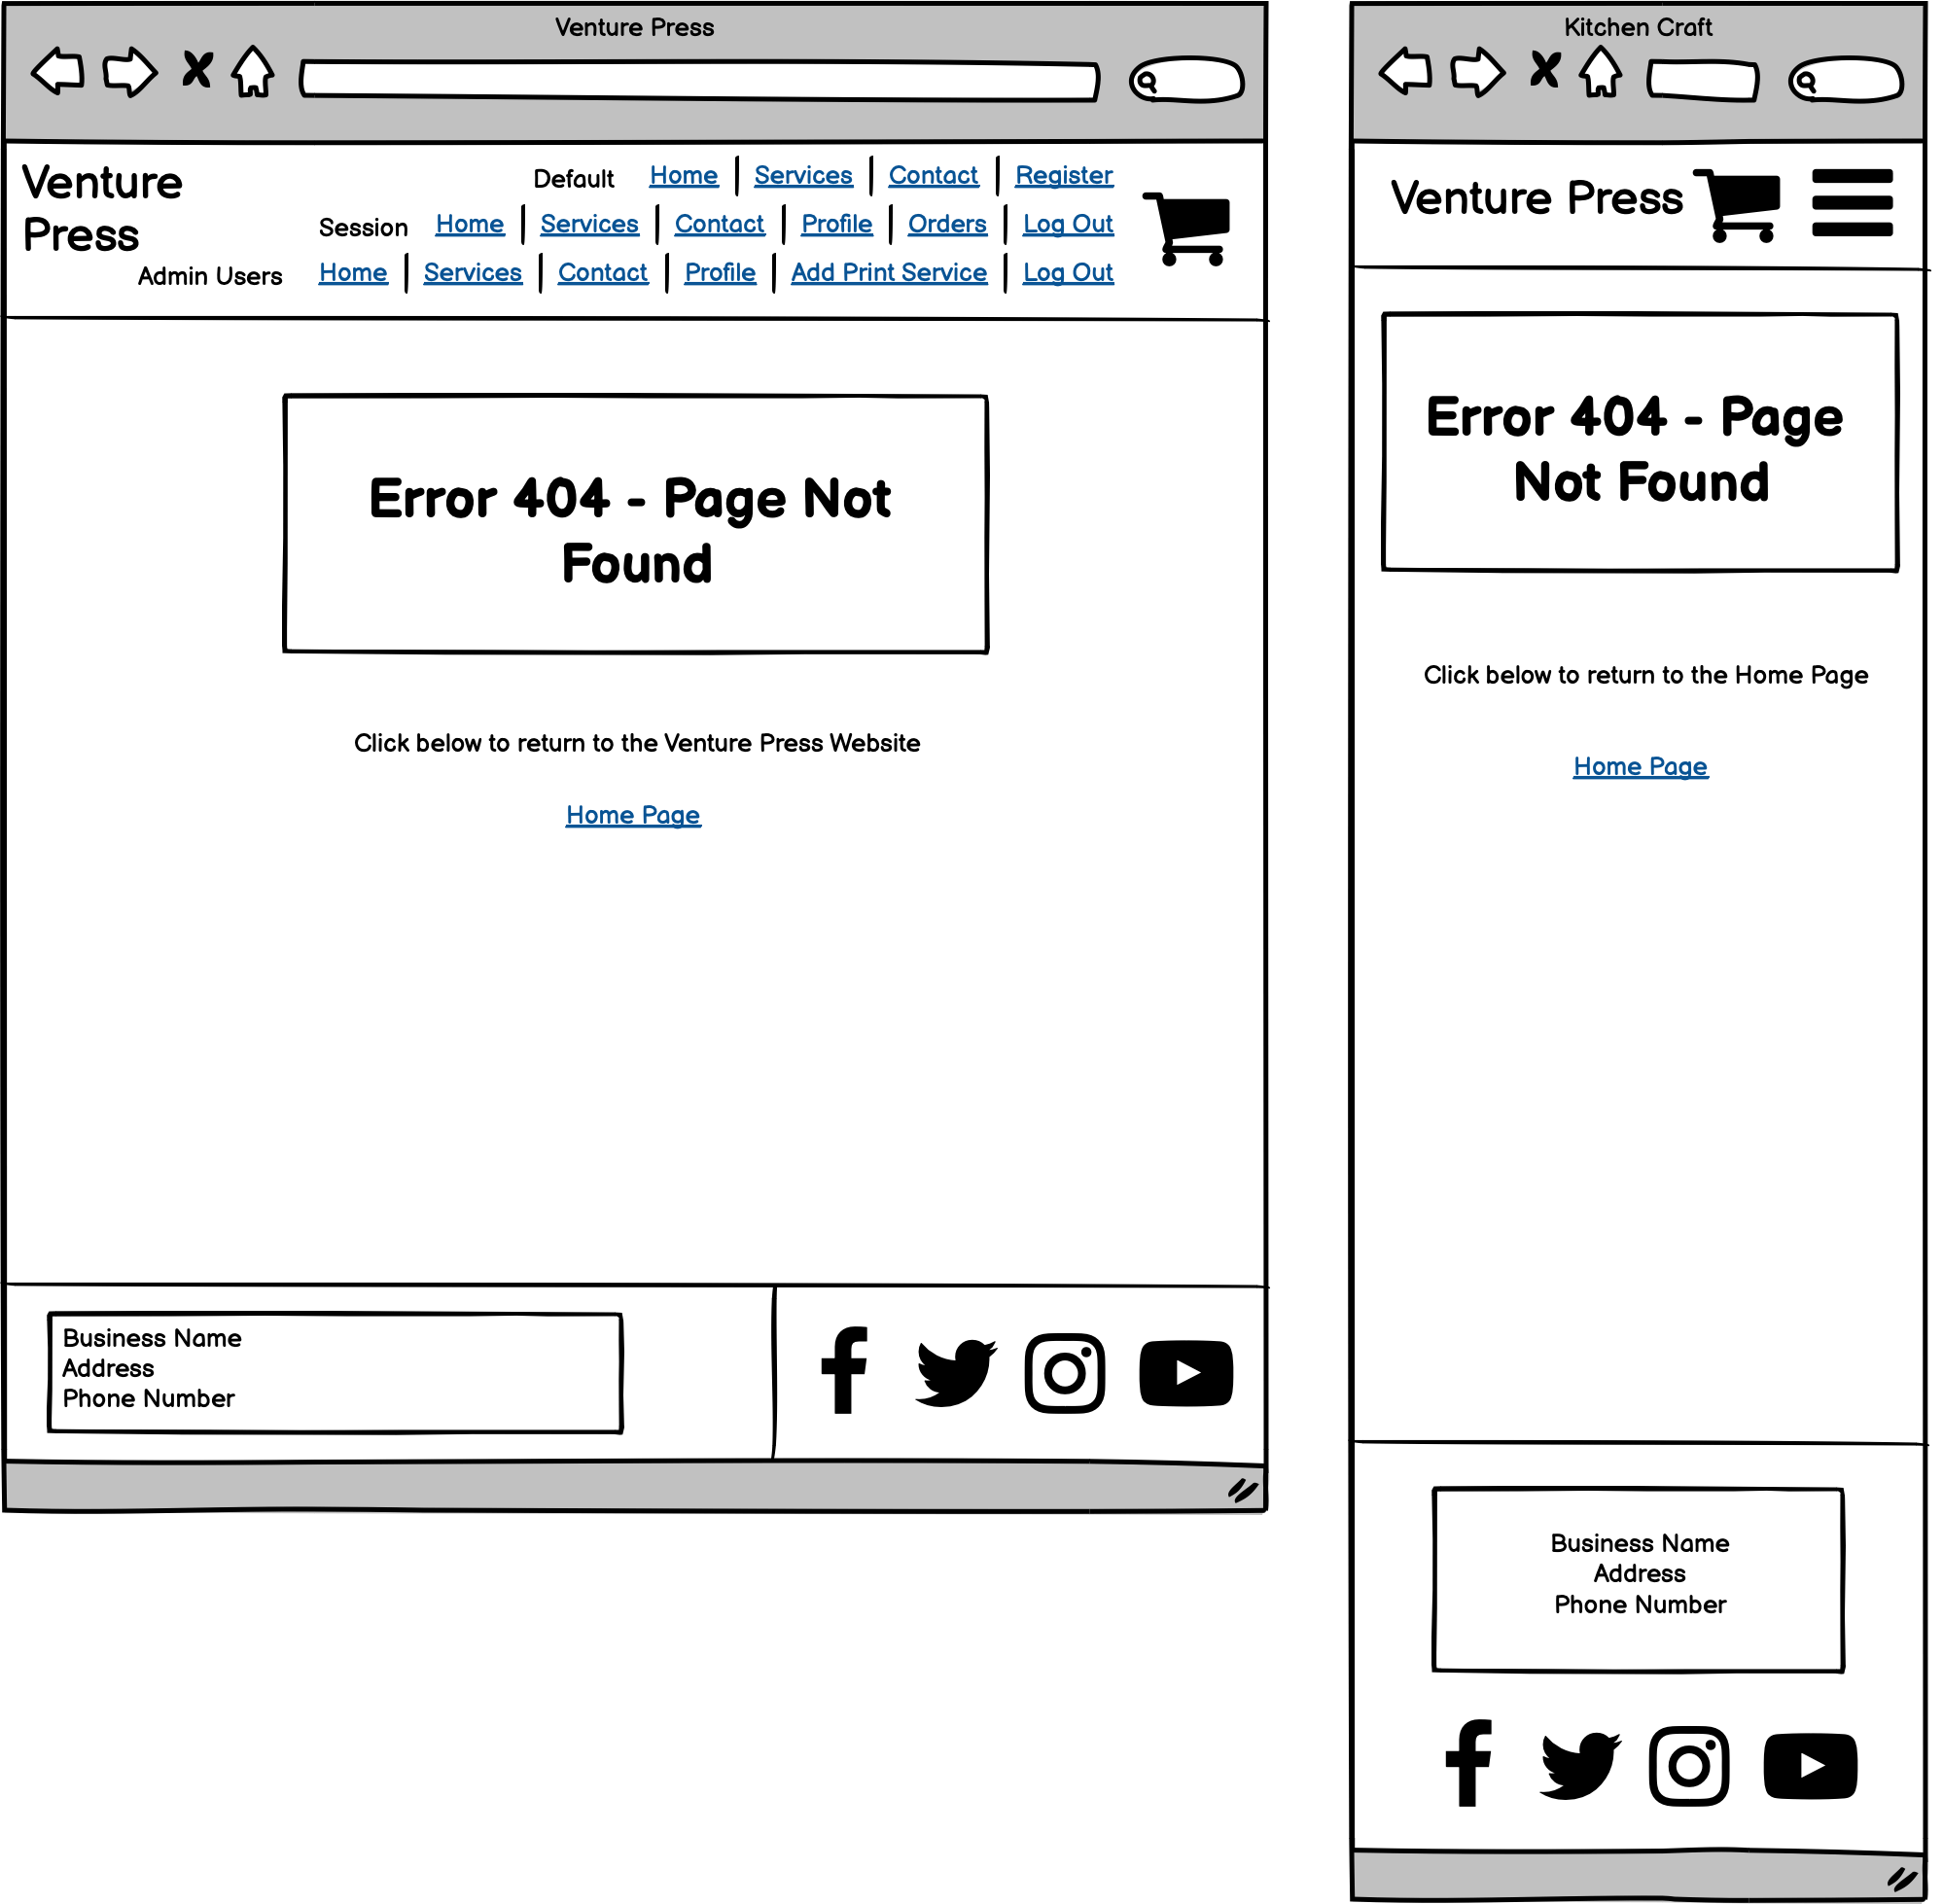 Venture Press
Venture
Press
Default Home Services Contact Register
Session Home Services Contact Profile Orders Log Out
Admin Users Home Services Contact Profile Add Print Service Log Out
Error 404 - Page Not
Found
Click below to return to the Venture Press Website
Home Page
Business Name
Address
Phone Number
Kitchen Craft
Venture Press
Error 404 - Page
Not Found
Click below to return to the Home Page
Home Page
Business Name
Address
Phone Number